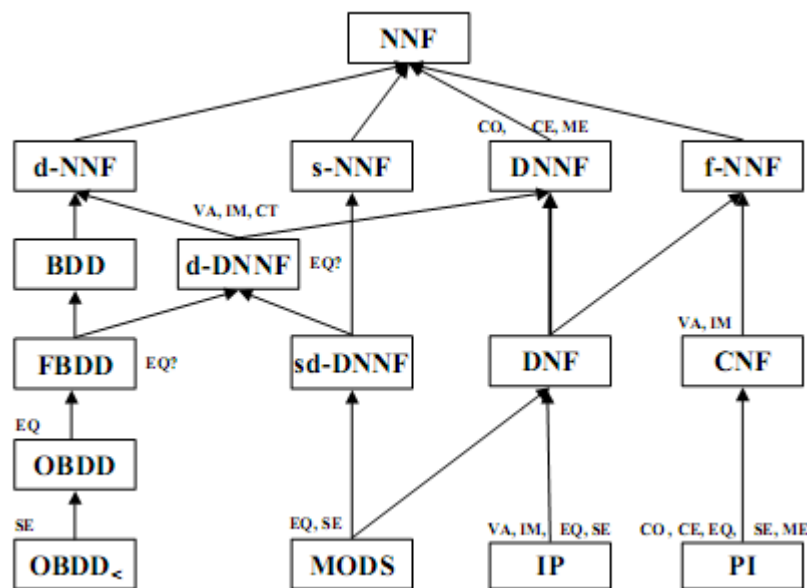 NNF
CO, CE, ME
d-NNF s-NNF DNNF f-NNF
VA, IM, CT
BDD d-DNNF EQ?
VA, IM
FBDD EQ? sd-DNNF DNF CNF
EQ
OBDD
SE EQ, SE VA, IM, EQ, SE CO, CE, EQ, SE, ME
OBDD< MODS IP PI